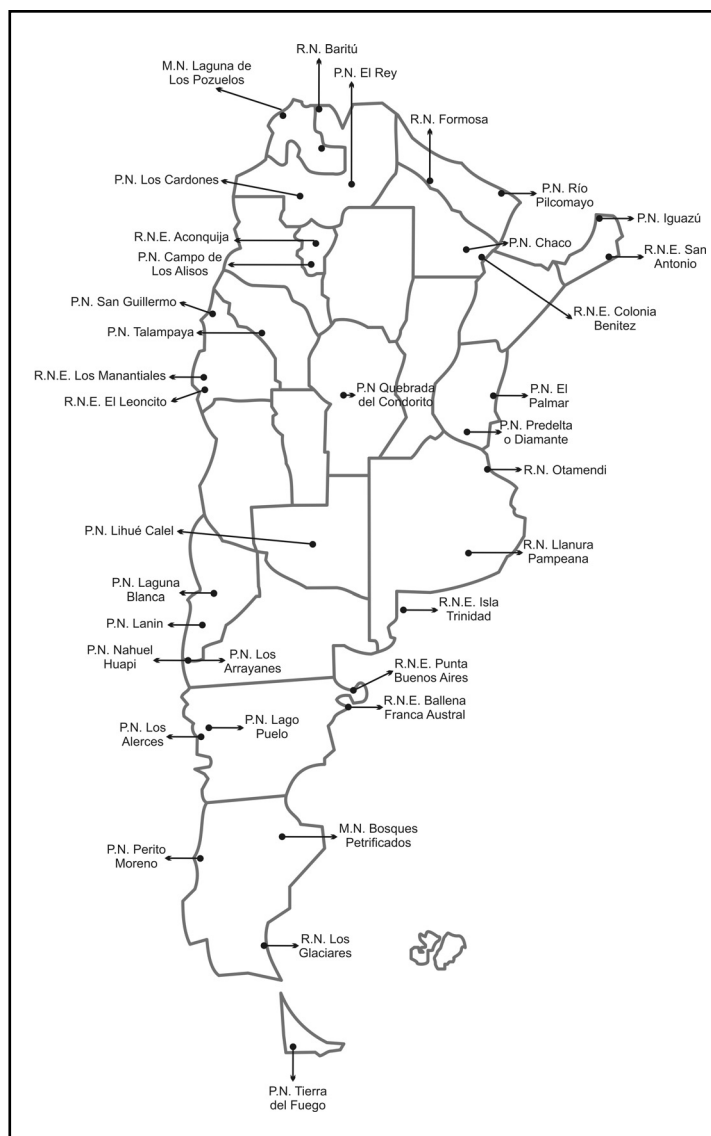 R.N. Baritú
M.N. Laguna de
Los Pozuelos
P.N. El Rey
R.N. Formosa
P.N. Los Cardones
P.N. Río
Pilcomayo
P.N. Iguazú
R.N.E. Aconquija
P.N. Chaco
P.N. Campo de
Los Alisos
R.N.E. San
Antonio
P.N. San Guillermo
R.N.E. Colonia
Benitez
P.N. Talampaya
R.N.E. Los Manantiales
R.N.E. El Leoncito
P.N Quebrada
del Condorito
P.N. El
Palmar
P.N. Predelta
o Diamante
R.N. Otamendi
P.N. Lihué Calel
R.N. Llanura
Pampeana
P.N. Laguna
Blanca
R.N.E. Isla
Trinidad
P.N. Lanin
P.N. Nahuel
Huapi
P.N. Los
Arrayanes
R.N.E. Punta
Buenos Aires
R.N.E. Ballena
Franca Austral
P.N. Lago
Puelo
P.N. Los
Alerces
M.N. Bosques
Petrificados
P.N. Perito
Moreno
R.N. Los
Glaciares
P.N. Tierra
del Fuego